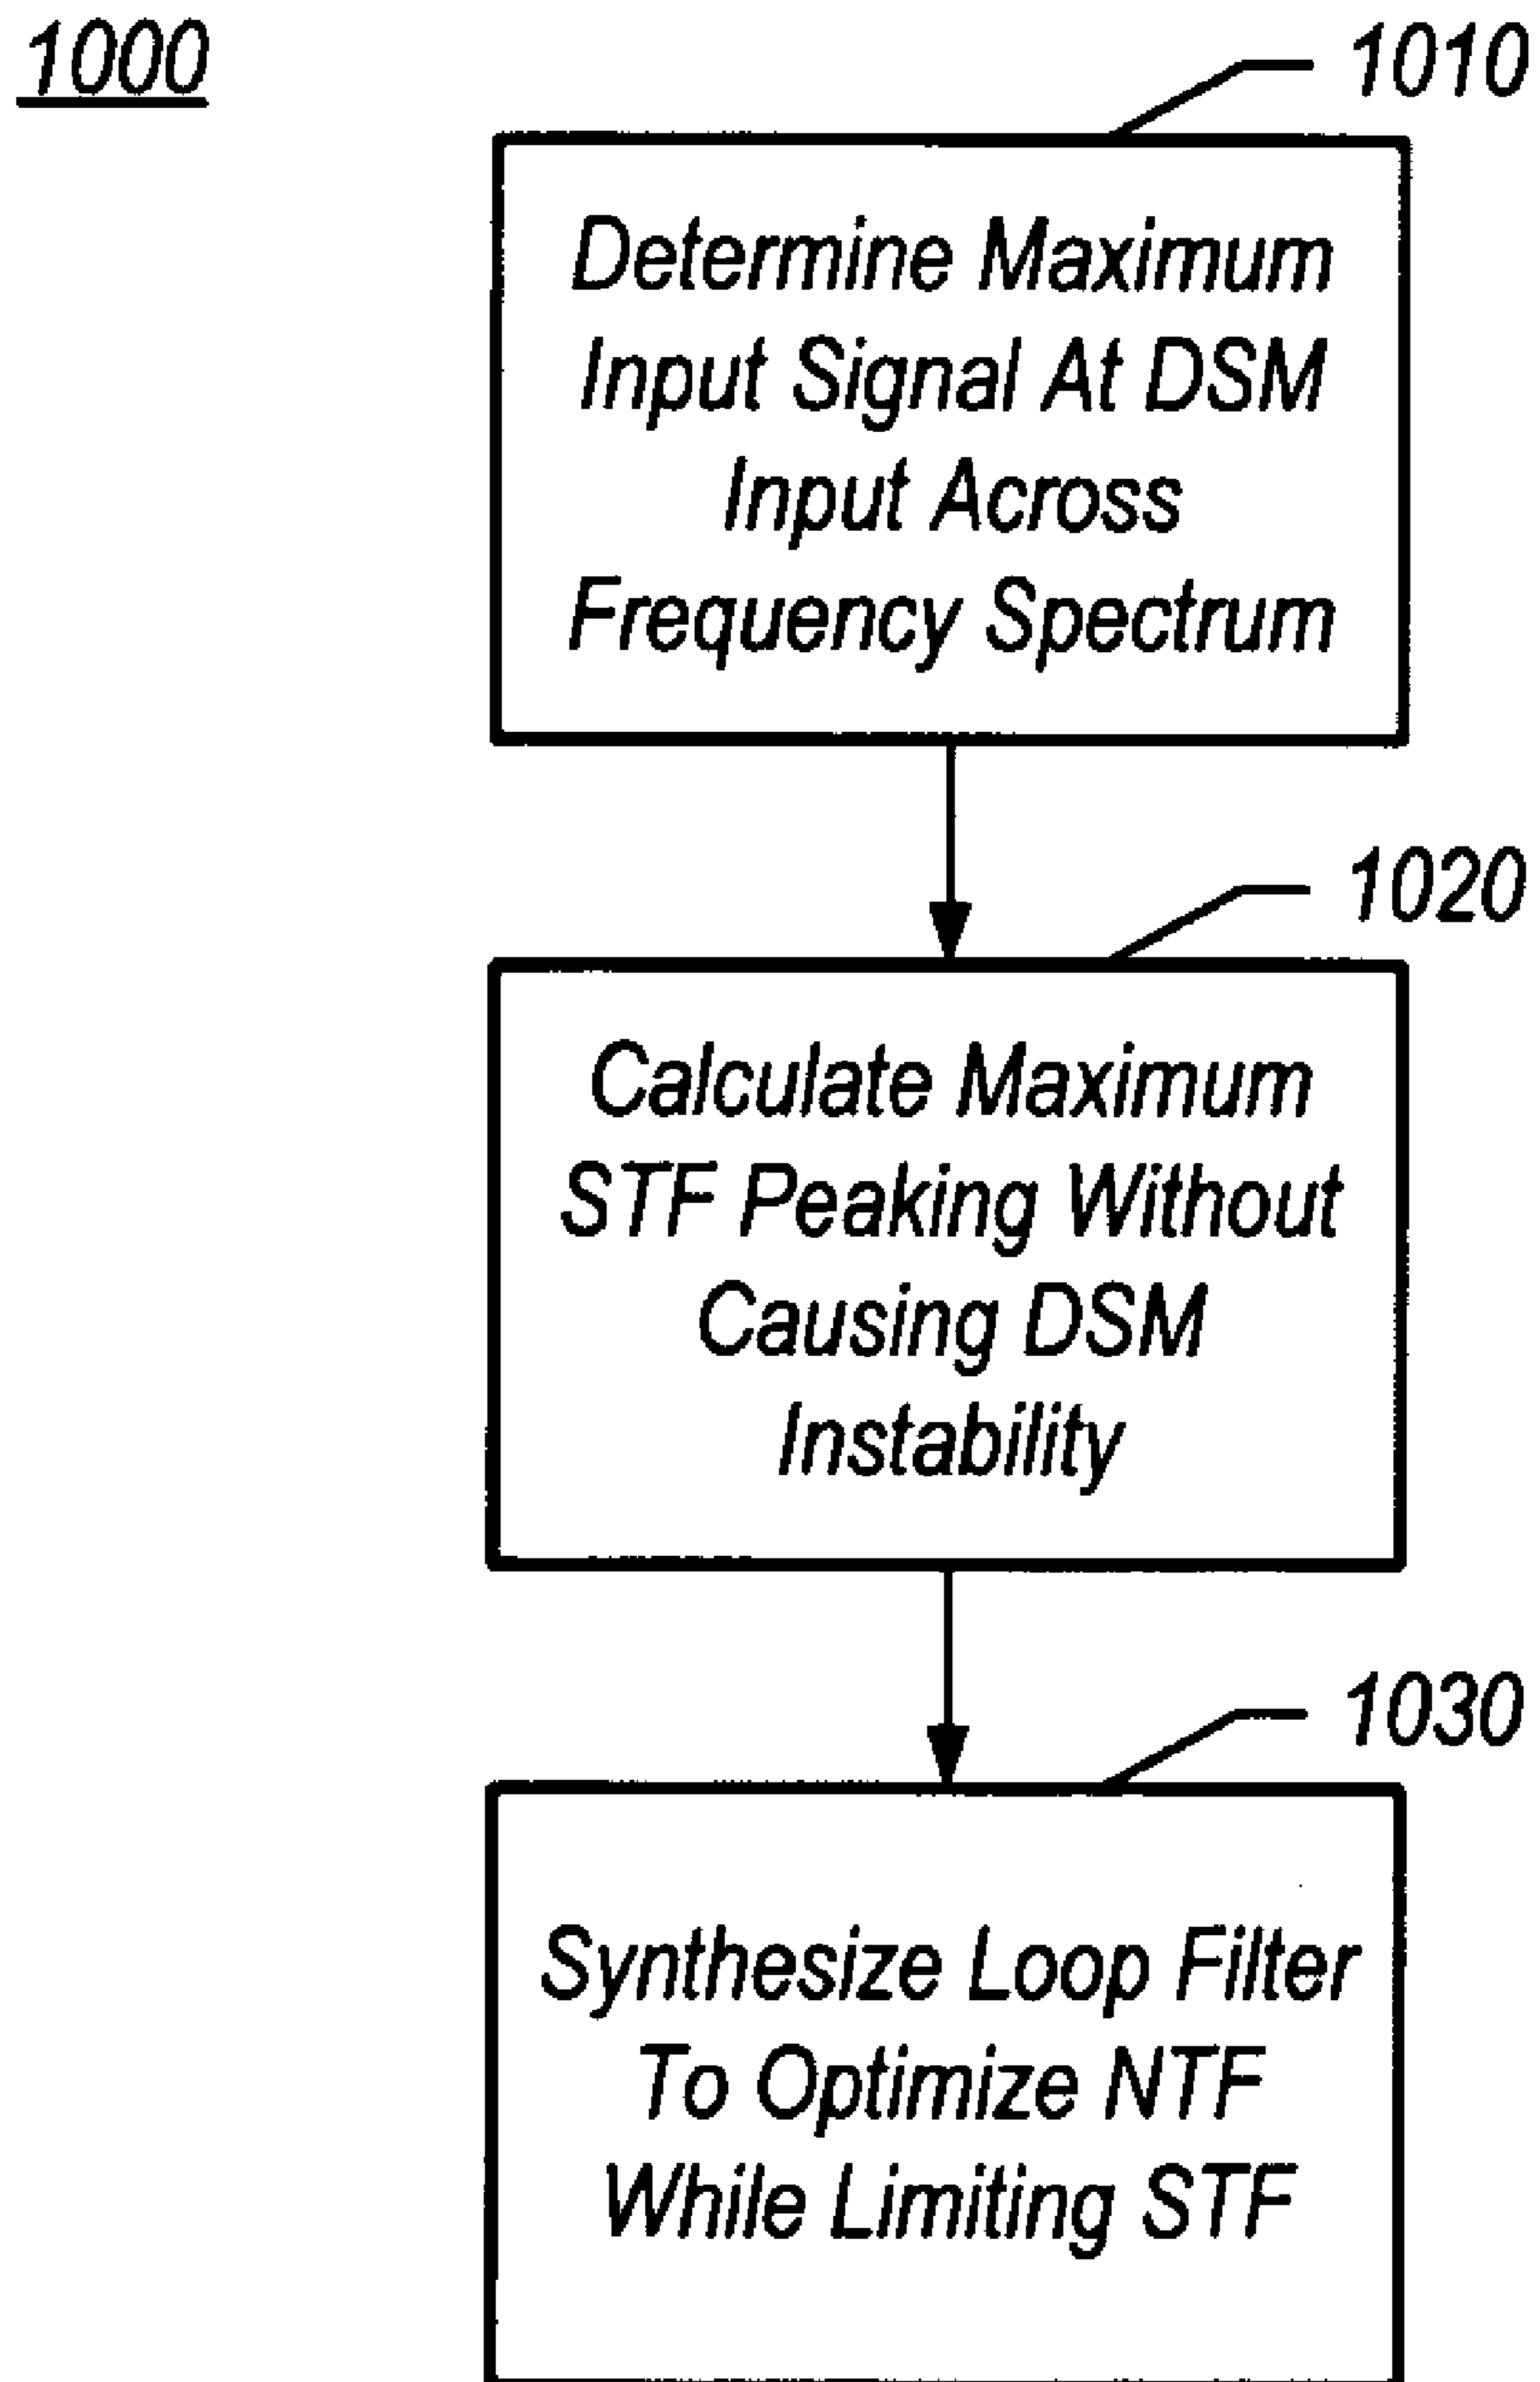 1000
1010
Determine Maximum
Input Signal At DSM
Input Across
Frequency Spectrum
1020
Calculate Maximum
STF Peaking Without
Causing DSM
Instability
1030
Synthesize Loop Filter
To Optimize NTF
While Limiting STF